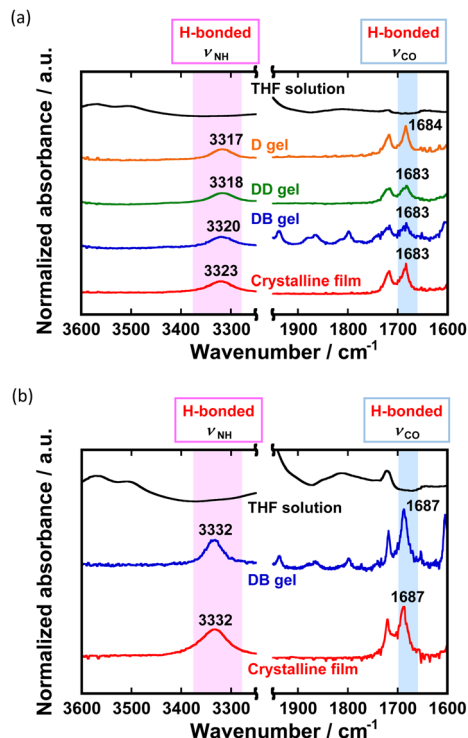 (a)
H-bonded
νNH
H-bonded
νCO
Normalized absorbance / a.u.
THF solution
3317
D gel
1684
3318
DD gel
1683
3320
DB gel
1683
3323
Crystalline film
1683
3600 3500 3400 3300 1900 1800 1700 1600
Wavenumber / cm-1
(b)
H-bonded
νNH
H-bonded
νCO
Normalized absorbance / a.u.
THF solution
3332
1687
DB gel
3332
1687
Crystalline film
3600 3500 3400 3300 1900 1800 1700 1600
Wavenumber / cm-1